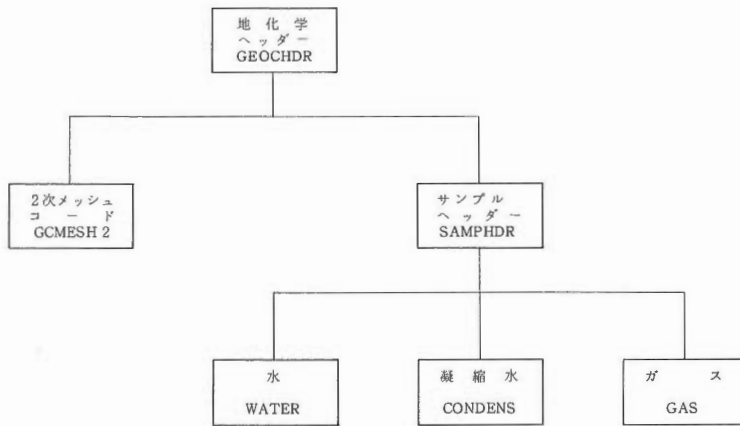 地化学
ヘッダー
GEOCHDR
2次メッシュ
コード
GCMESH 2
サンプル
ヘッダー
SAMPHDR
水
WATER
凝縮水
CONDENS
ガス
GAS